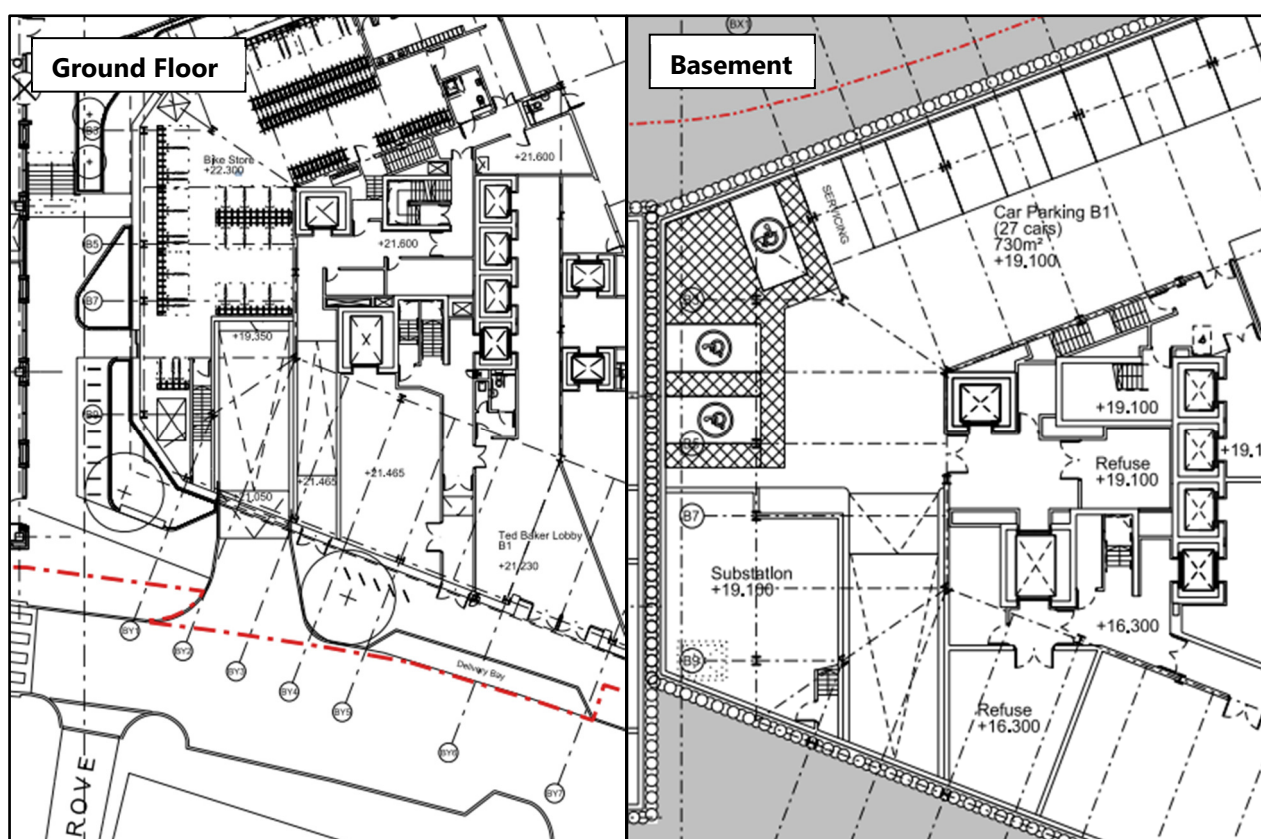 Ground Floor
B3
Bike Store
+22.300
+21.600
+21.600
B5
B7
+19.350
B9
+21.050
+21.465
+21.465
Ted Baker Lobby
B1
+21.230
BY1
BY2
BY3
BY4
BY5
BY6
BY7
Delivery Bay
ROVE
Basement
BX1
SERVICING
Car Parking B1
(27 cars)
730m²
+19.100
B3
B5
+19.100
Refuse
+19.100
+19.1
B7
Substation
+19.100
B9
+16.300
Refuse
+16.300